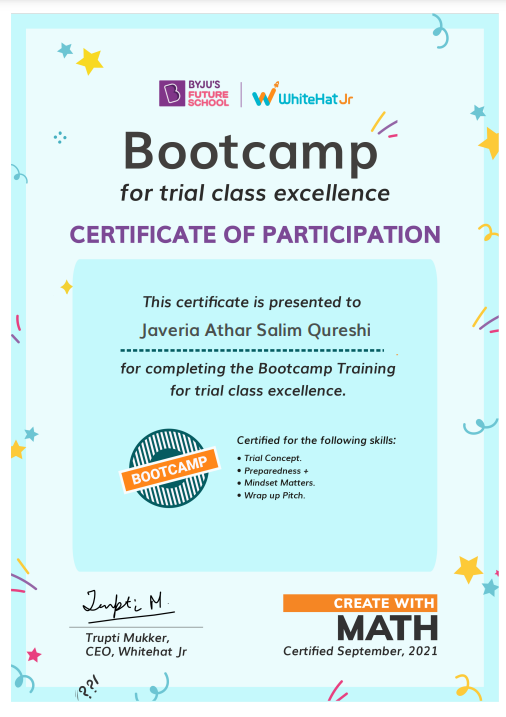 BYJU'S
FUTURE
SCHOOL
WhiteHat Jr
Bootcamp
for trial class excellence
CERTIFICATE OF PARTICIPATION
This certificate is presented to
Javeria Athar Salim Qureshi
for completing the Bootcamp Training
for trial class excellence.
BOOTCAMP
Certified for the following skills:
• Trial Concept.
• Preparedness +
• Mindset Matters.
• Wrap up Pitch.
Trupti M.
Trupti Mukker,
CEO, Whitehat Jr
CREATE WITH
MATH
Certified September, 2021
??!